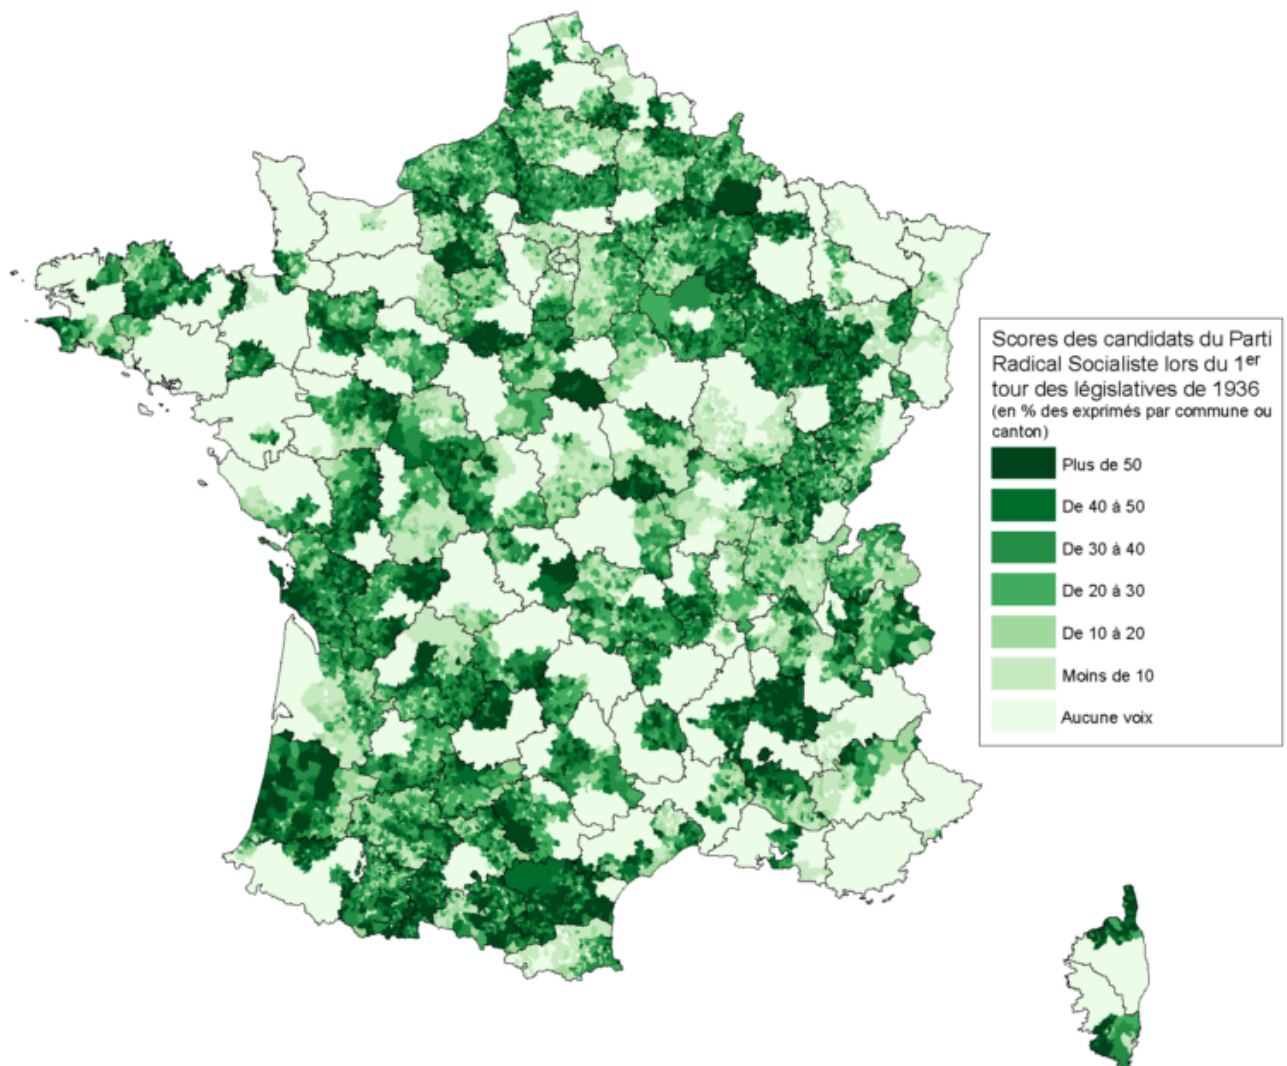 Scores des candidats du Parti
Radical Socialiste lors du 1er
tour des législatives de 1936
(en % des exprimés par commune ou
canton)
Plus de 50
De 40 à 50
De 30 à 40
De 20 à 30
De 10 à 20
Moins de 10
Aucune voix